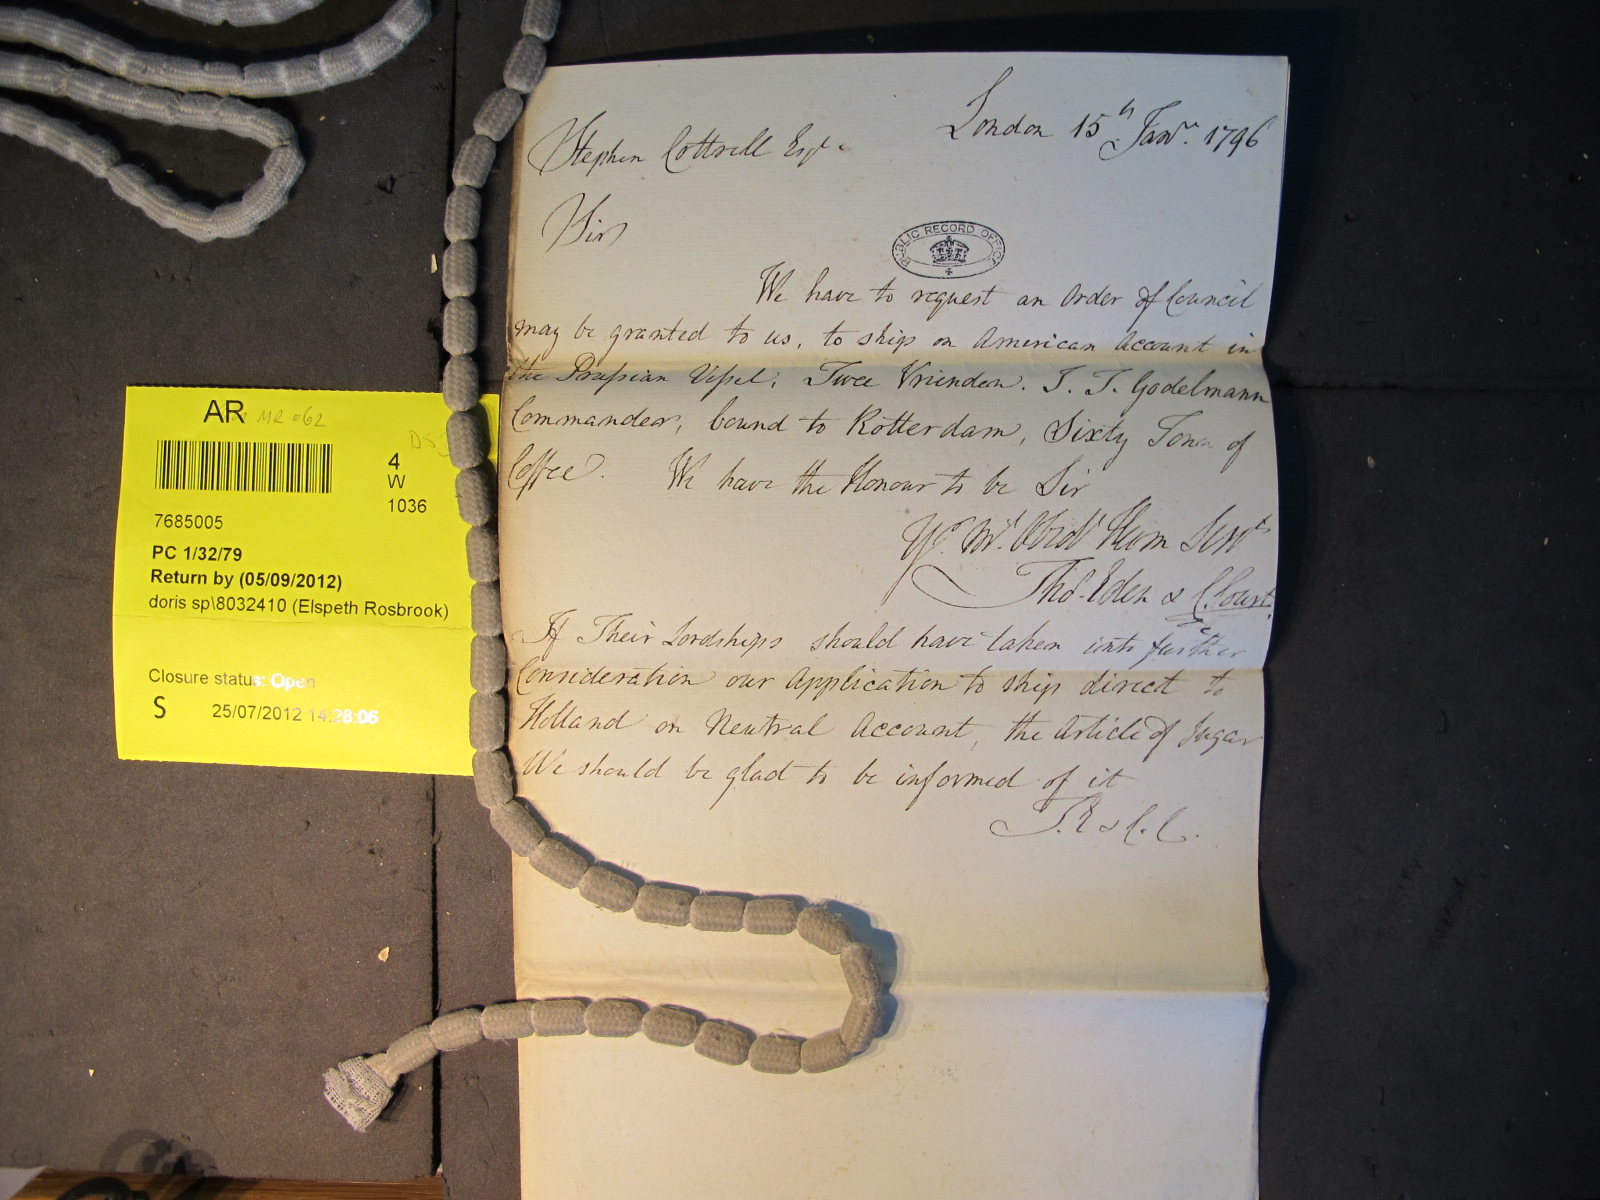 London 15h Janr. 1796
Stephen Cottrell Esqr.
Sir
PUBLIC RECORD OFFICE
We have to request an Order of Council
may be granted to us, to ship on American Account in
the Prussian Vessel, Twee Vrienden. J. J. Godelmann
Commander, bound to Rotterdam, Sixty Tons of
Coffee. We have the Honour to be Sir
Yr. Mt. Obedt Hum Servts
Thos. Eden & C. Court
If Their Lordships should have taken into further
Consideration our Application to ship direct to
Holland on Neutral Account, the Article of Sugar
We should be glad to be informed of it
T. E & C. C.
AR MR 062
4
W
1036
7685005
PC 1/32/79
Return by (05/09/2012)
doris sp\8032410 (Elspeth Rosbrook)
Closure status: Open
S 25/07/2012 14:28:06